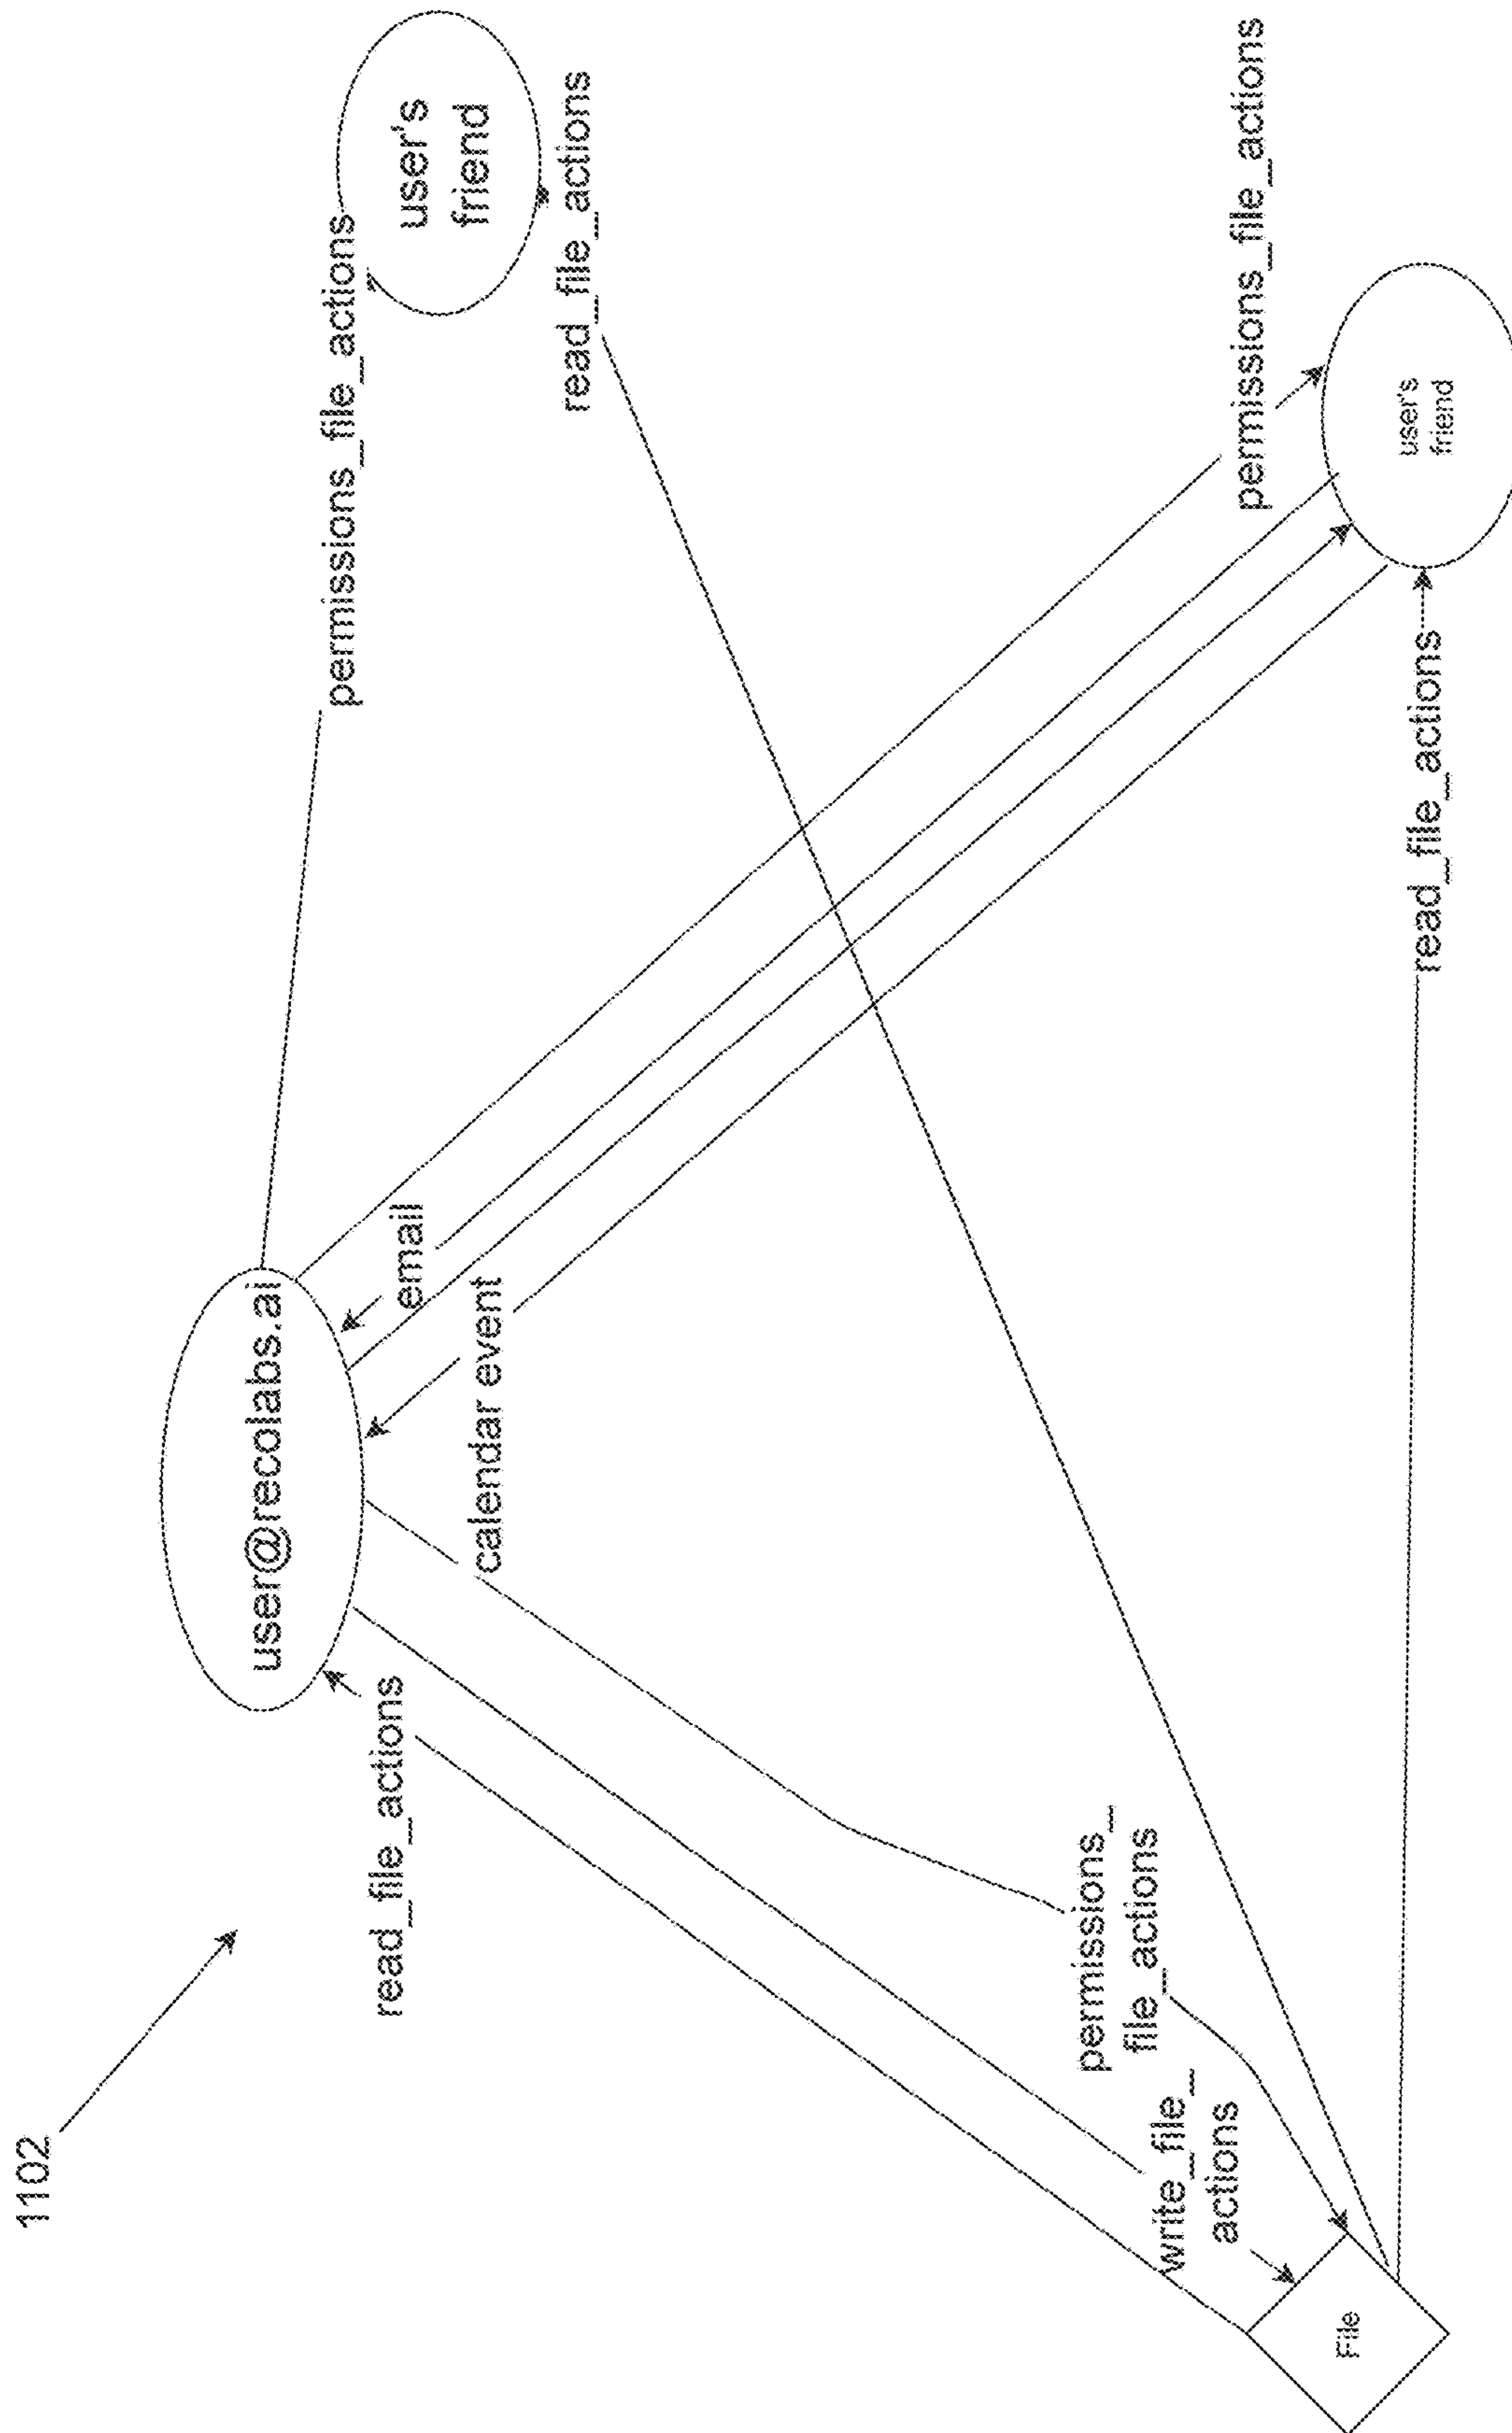 1102
user@recolabs.ai
permissions_file_actions
user's
friend
read_file_actions
email
calendar event
read_file_actions
permissions_
file_actions
write_file_
actions
permissions_file_actions
user's
friend
read_file_actions
File